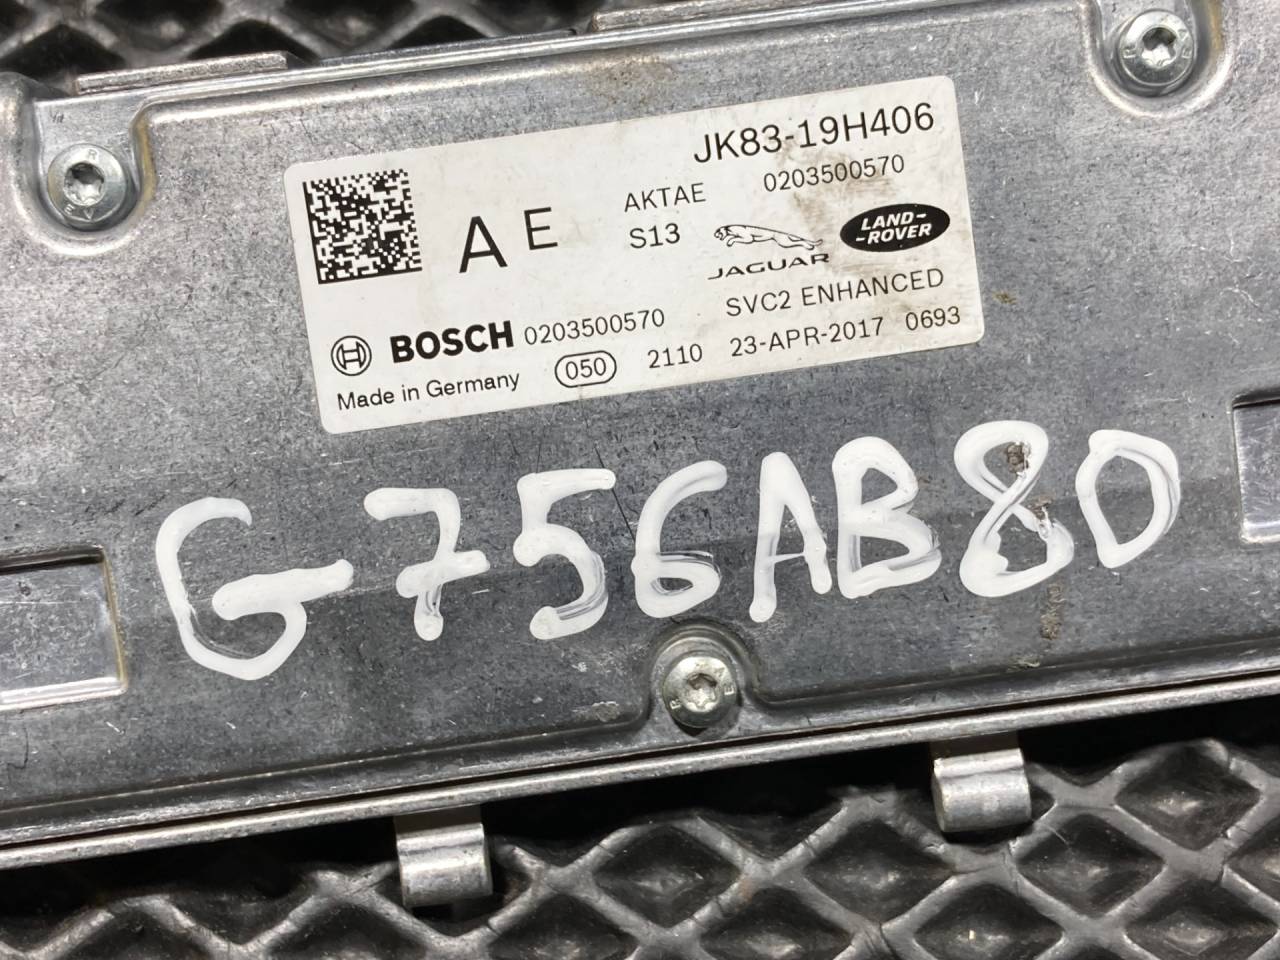 JK83-19H406
AKTAE 0203500570
A E S13
JAGUAR
LAND-
-ROVER
SVC2 ENHANCED
BOSCH 0203500570
Made in Germany 050 2110 23-APR-2017 0693
G-756AB80